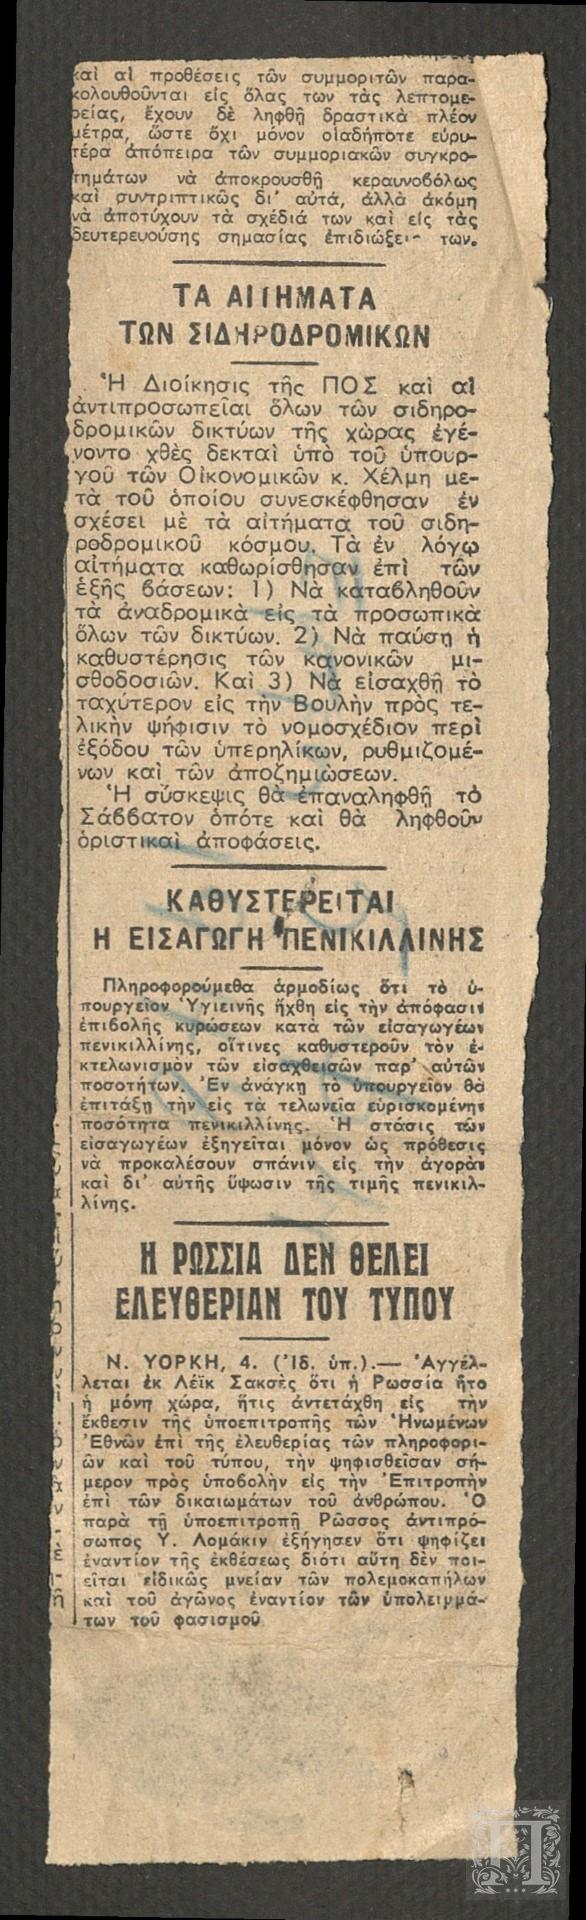 καὶ αἱ προθέσεις τῶν συμμοριτῶν παρα-
κολουθοῦνται εἰς ὅλας των τὰς λεπτομε-
ρείας, ἔχουν δὲ ληφθῆ δραστικὰ πλέον
μέτρα, ὥστε ὄχι μόνον οἱαδήποτε εὐρυ-
τέρα ἀπόπειρα τῶν συμμοριακῶν συγκρο-
τημάτων νὰ ἀποκρουσθῆ κεραυνοβόλως
καὶ συντριπτικῶς δι' αὐτά, ἀλλὰ ἀκόμη
νὰ ἀποτύχουν τὰ σχέδιά των καὶ εἰς τὰς
δευτερευούσης σημασίας ἐπιδιώξει των.
ΤΑ ΑΙΤΗΜΑΤΑ
ΤΩΝ ΣΙΔΗΡΟΔΡΟΜΙΚΩΝ
Ἡ Διοίκησις τῆς ΠΟΣ καὶ αἱ
ἀντιπροσωπεῖαι ὅλων τῶν σιδηρο-
δρομικῶν δικτύων τῆς χώρας ἐγέ-
νοντο χθὲς δεκταὶ ὑπὸ τοῦ ὑπουρ-
γοῦ τῶν Οἰκονομικῶν κ. Χέλμη με-
τὰ τοῦ ὁποίου συνεσκέφθησαν ἐν
σχέσει μὲ τὰ αἰτήματα τοῦ σιδη-
ροδρομικοῦ κόσμου. Τὰ ἐν λόγῳ
αἰτήματα καθωρίσθησαν ἐπὶ τῶν
ἑξῆς βάσεων: 1) Νὰ καταβληθοῦν
τὰ ἀναδρομικὰ εἰς τὰ προσωπικὰ
ὅλων τῶν δικτύων. 2) Νὰ παύσῃ ἡ
καθυστέρησις τῶν κανονικῶν μι-
σθοδοσιῶν. Καὶ 3) Νὰ εἰσαχθῆ τὸ
ταχύτερον εἰς τὴν Βουλὴν πρὸς τε-
λικὴν ψήφισιν τὸ νομοσχέδιον περὶ
ἐξόδου τῶν ὑπερηλίκων, ρυθμιζομέ-
νων καὶ τῶν ἀποζημιώσεων.
Ἡ σύσκεψις θὰ ἐπαναληφθῆ τὸ
Σάββατον ὁπότε καὶ θὰ ληφθοῦν
ὁριστικαὶ ἀποφάσεις.
ΚΑΘΥΣΤΕΡΕΙΤΑΙ
Η ΕΙΣΑΓΩΓΗ ΠΕΝΙΚΙΛΛΙΝΗΣ
Πληροφορούμεθα ἁρμοδίως ὅτι τὸ ὑ-
πουργεῖον Ὑγιεινῆς ἤχθη εἰς τὴν ἀπόφασιν
ἐπιβολῆς κυρώσεων κατὰ τῶν εἰσαγωγέων
πενικιλλίνης, οἵτινες καθυστεροῦν τὸν ἐ-
κτελωνισμὸν τῶν εἰσαχθεισῶν παρ' αὐτῶν
ποσοτήτων. Ἐν ἀνάγκῃ τὸ ὑπουργεῖον θὰ
ἐπιτάξῃ τὴν εἰς τὰ τελωνεῖα εὑρισκομένην
ποσότητα πενικιλλίνης. Ἡ στάσις τῶν
εἰσαγωγέων ἐξηγεῖται μόνον ὡς πρόθεσις
νὰ προκαλέσουν σπάνιν εἰς τὴν ἀγορὰν
καὶ δι' αὐτῆς ὕψωσιν τῆς τιμῆς πενικιλ-
λίνης.
Η ΡΩΣΣΙΑ ΔΕΝ ΘΕΛΕΙ
ΕΛΕΥΘΕΡΙΑΝ ΤΟΥ ΤΥΠΟΥ
Ν. ΥΟΡΚΗ, 4. (Ἰδ. ὑπ.).— Ἀγγέλ-
λεται ἐκ Λέϊκ Σακσὲς ὅτι ἡ Ρωσσία ἦτο
ἡ μόνη χώρα, ἥτις ἀντετάχθη εἰς τὴν
ἔκθεσιν τῆς ὑποεπιτροπῆς τῶν Ἡνωμένων
Ἐθνῶν ἐπὶ τῆς ἐλευθερίας τῶν πληροφορι-
ῶν καὶ τοῦ τύπου, τὴν ψηφισθεῖσαν σή-
μερον πρὸς ὑποβολὴν εἰς τὴν Ἐπιτροπὴν
ἐπὶ τῶν δικαιωμάτων τοῦ ἀνθρώπου. Ὁ
παρὰ τῇ ὑποεπιτροπῇ Ρῶσσος ἀντιπρό-
σωπος Υ. Λομάκιν ἐξήγησεν ὅτι ψηφίζει
ἐναντίον τῆς ἐκθέσεως διότι αὕτη δὲν ποι-
εῖται εἰδικῶς μνείαν τῶν πολεμοκαπήλων
καὶ τοῦ ἀγῶνος ἐναντίον τῶν ὑπολειμμά-
των τοῦ φασισμοῦ